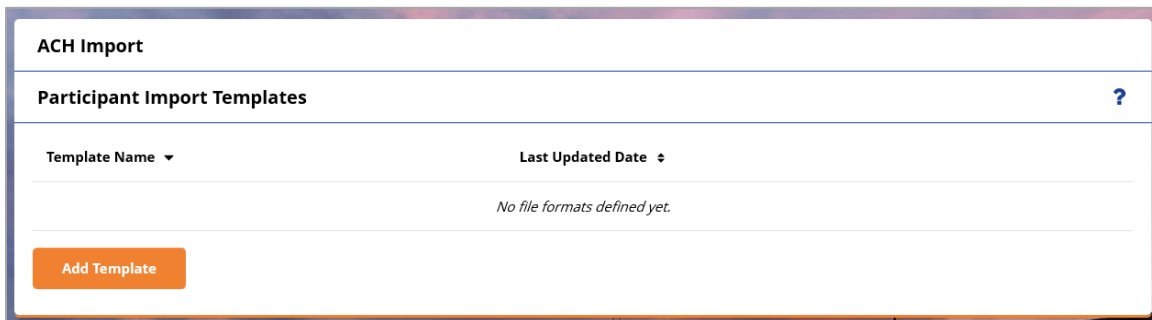 ACH Import
Participant Import Templates ?
Template Name Last Updated Date
No file formats defined yet.
Add Template